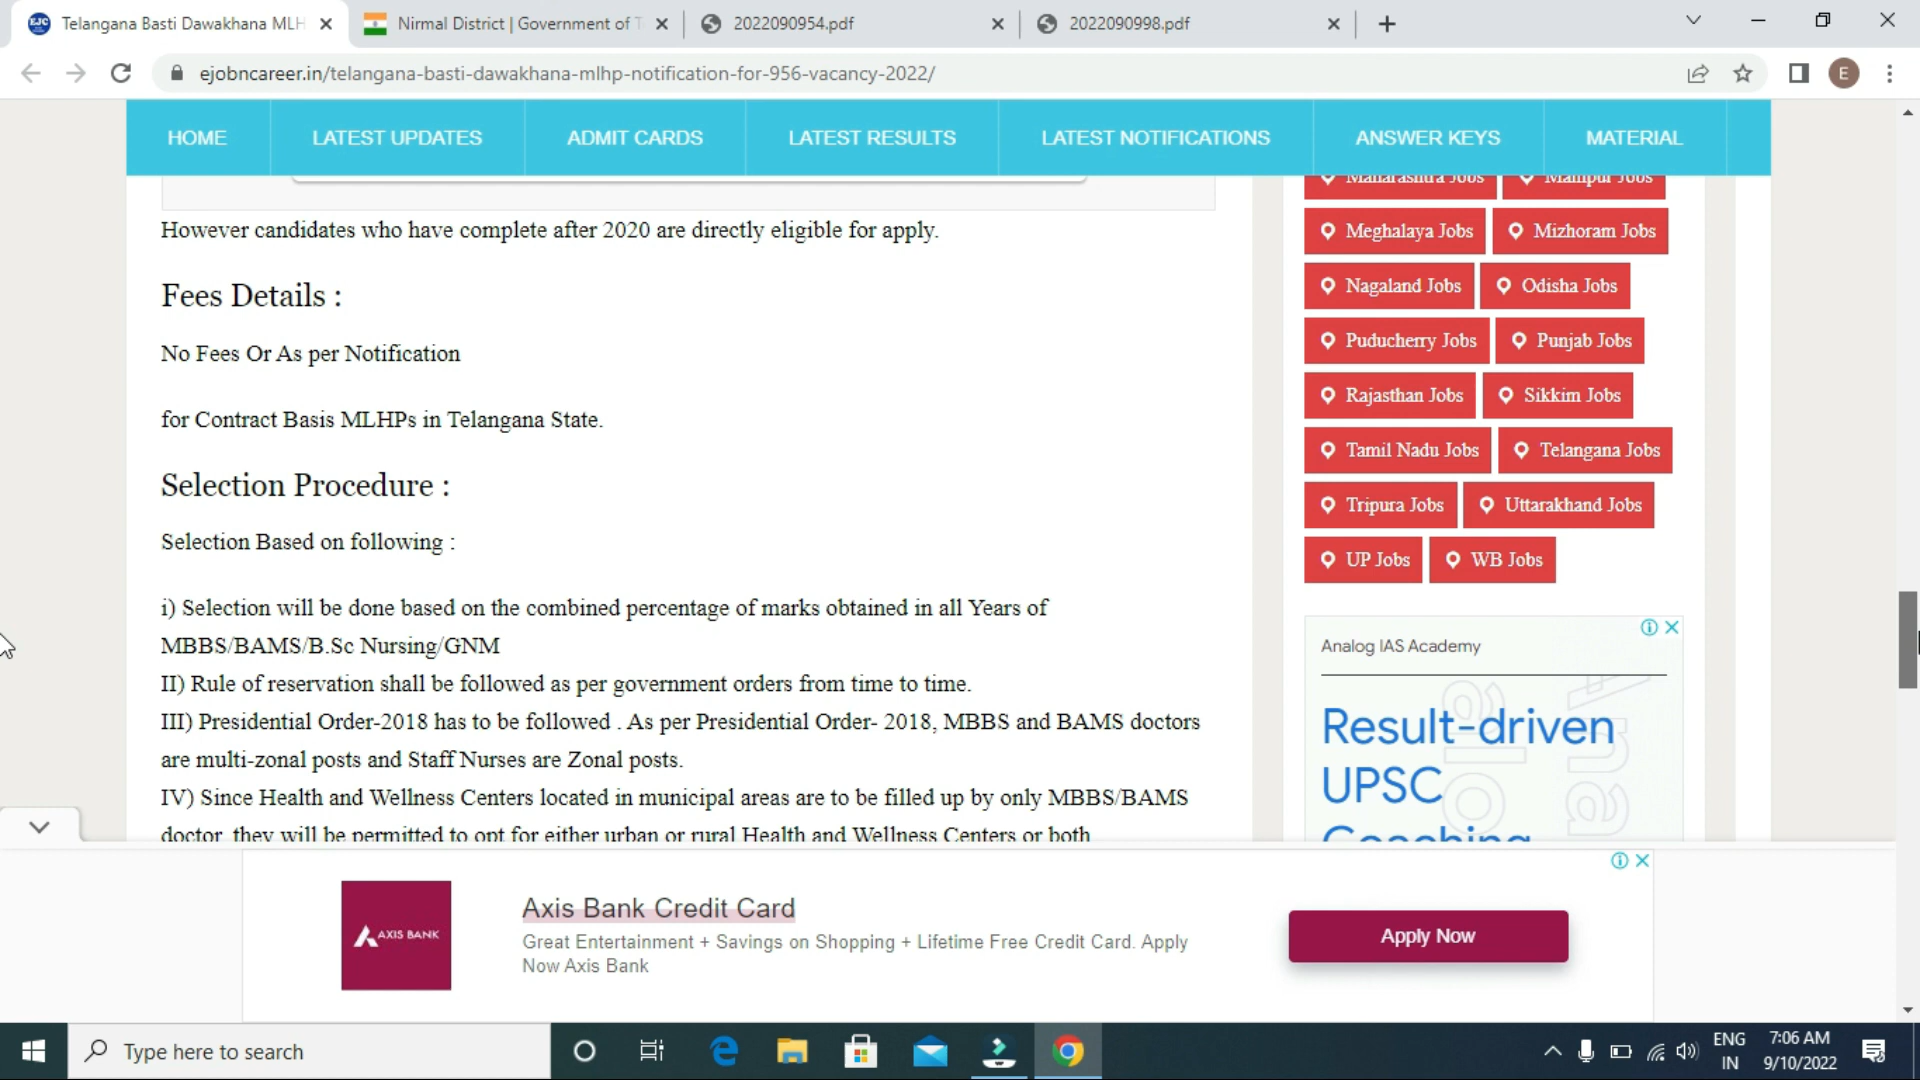 Telangana Basti Dawakhana MLH
Nirmal District | Government of T
2022090954.pdf
2022090998.pdf
ejobncareer.in/telangana-basti-dawakhana-mlhp-notification-for-956-vacancy-2022/
E
HOME
LATEST UPDATES
ADMIT CARDS
LATEST RESULTS
LATEST NOTIFICATIONS
ANSWER KEYS
MATERIAL
Maharashtra Jobs
Manipur Jobs
However candidates who have complete after 2020 are directly eligible for apply.
Meghalaya Jobs
Mizhoram Jobs
Fees Details :
Nagaland Jobs
Odisha Jobs
No Fees Or As per Notification
Puducherry Jobs
Punjab Jobs
for Contract Basis MLHPs in Telangana State.
Rajasthan Jobs
Sikkim Jobs
Selection Procedure :
Tamil Nadu Jobs
Telangana Jobs
Selection Based on following :
Tripura Jobs
Uttarakhand Jobs
UP Jobs
WB Jobs
i) Selection will be done based on the combined percentage of marks obtained in all Years of
MBBS/BAMS/B.Sc Nursing/GNM
II) Rule of reservation shall be followed as per government orders from time to time.
III) Presidential Order-2018 has to be followed . As per Presidential Order- 2018, MBBS and BAMS doctors
are multi-zonal posts and Staff Nurses are Zonal posts.
IV) Since Health and Wellness Centers located in municipal areas are to be filled up by only MBBS/BAMS
doctor, they will be permitted to opt for either urban or rural Health and Wellness Centers or both
Analog IAS Academy
Result-driven
UPSC
Coaching
AXIS BANK
Axis Bank Credit Card
Great Entertainment + Savings on Shopping + Lifetime Free Credit Card. Apply
Now Axis Bank
Apply Now
Type here to search
ENG
IN
7:06 AM
9/10/2022